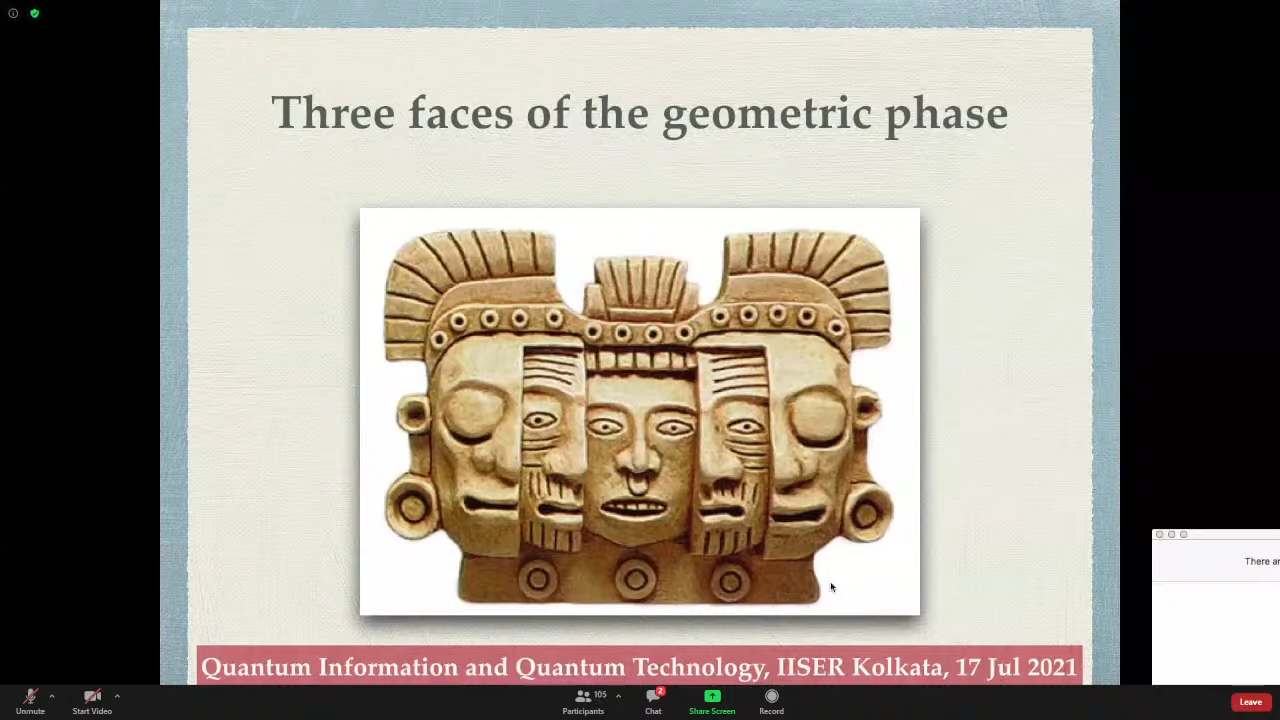 Three faces of the geometric phase
There ar
Quantum Information and Quantum Technology, IISER Kolkata, 17 Jul 2021
Unmute
Start Video
105
Participants
2
Chat
Share Screen
Record
Leave